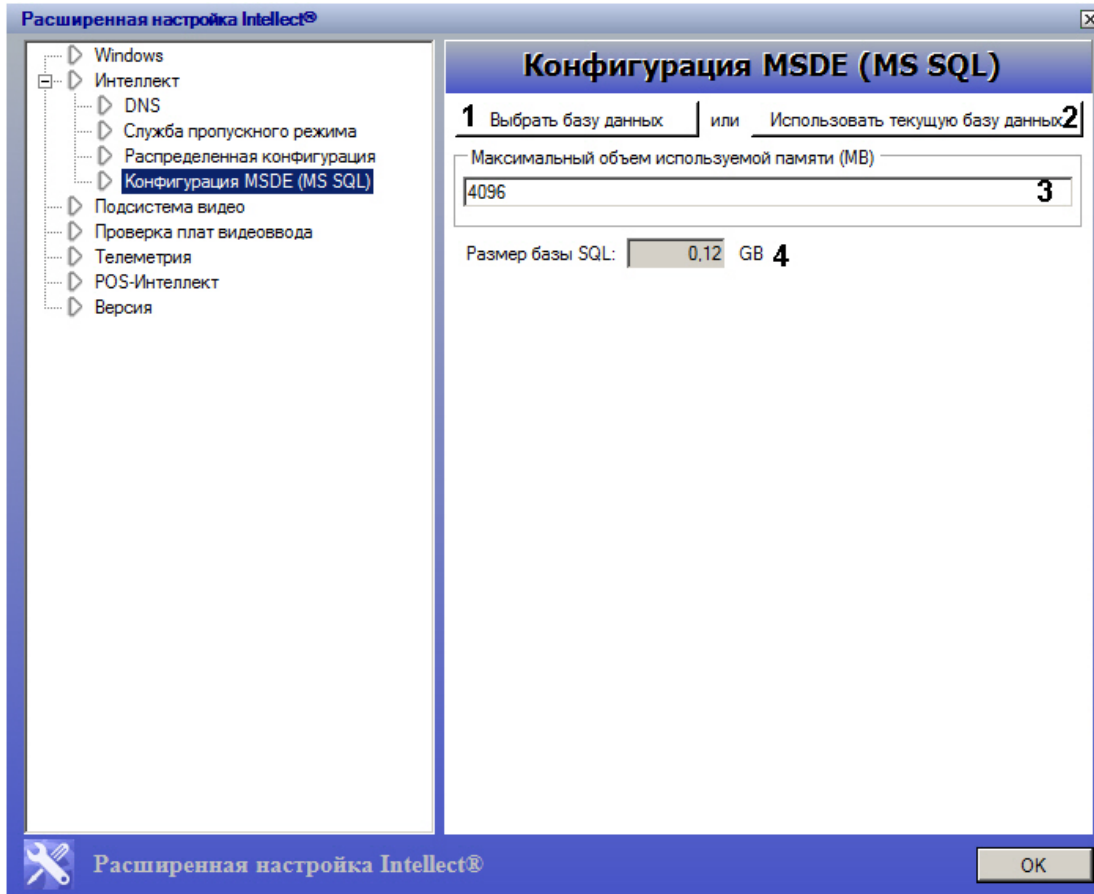 Расширенная настройка Intellect®
Windows
Интеллект
DNS
Служба пропускного режима
Распределенная конфигурация
Конфигурация MSDE (MS SQL)
Подсистема видео
Проверка плат видеоввода
Телеметрия
POS-Интеллект
Версия
Конфигурация MSDE (MS SQL)
1 Выбрать базу данных или Использовать текущую базу данных 2
Максимальный объем используемой памяти (MB)
4096 3
Размер базы SQL: 0,12 GB 4
Расширенная настройка Intellect®
OK